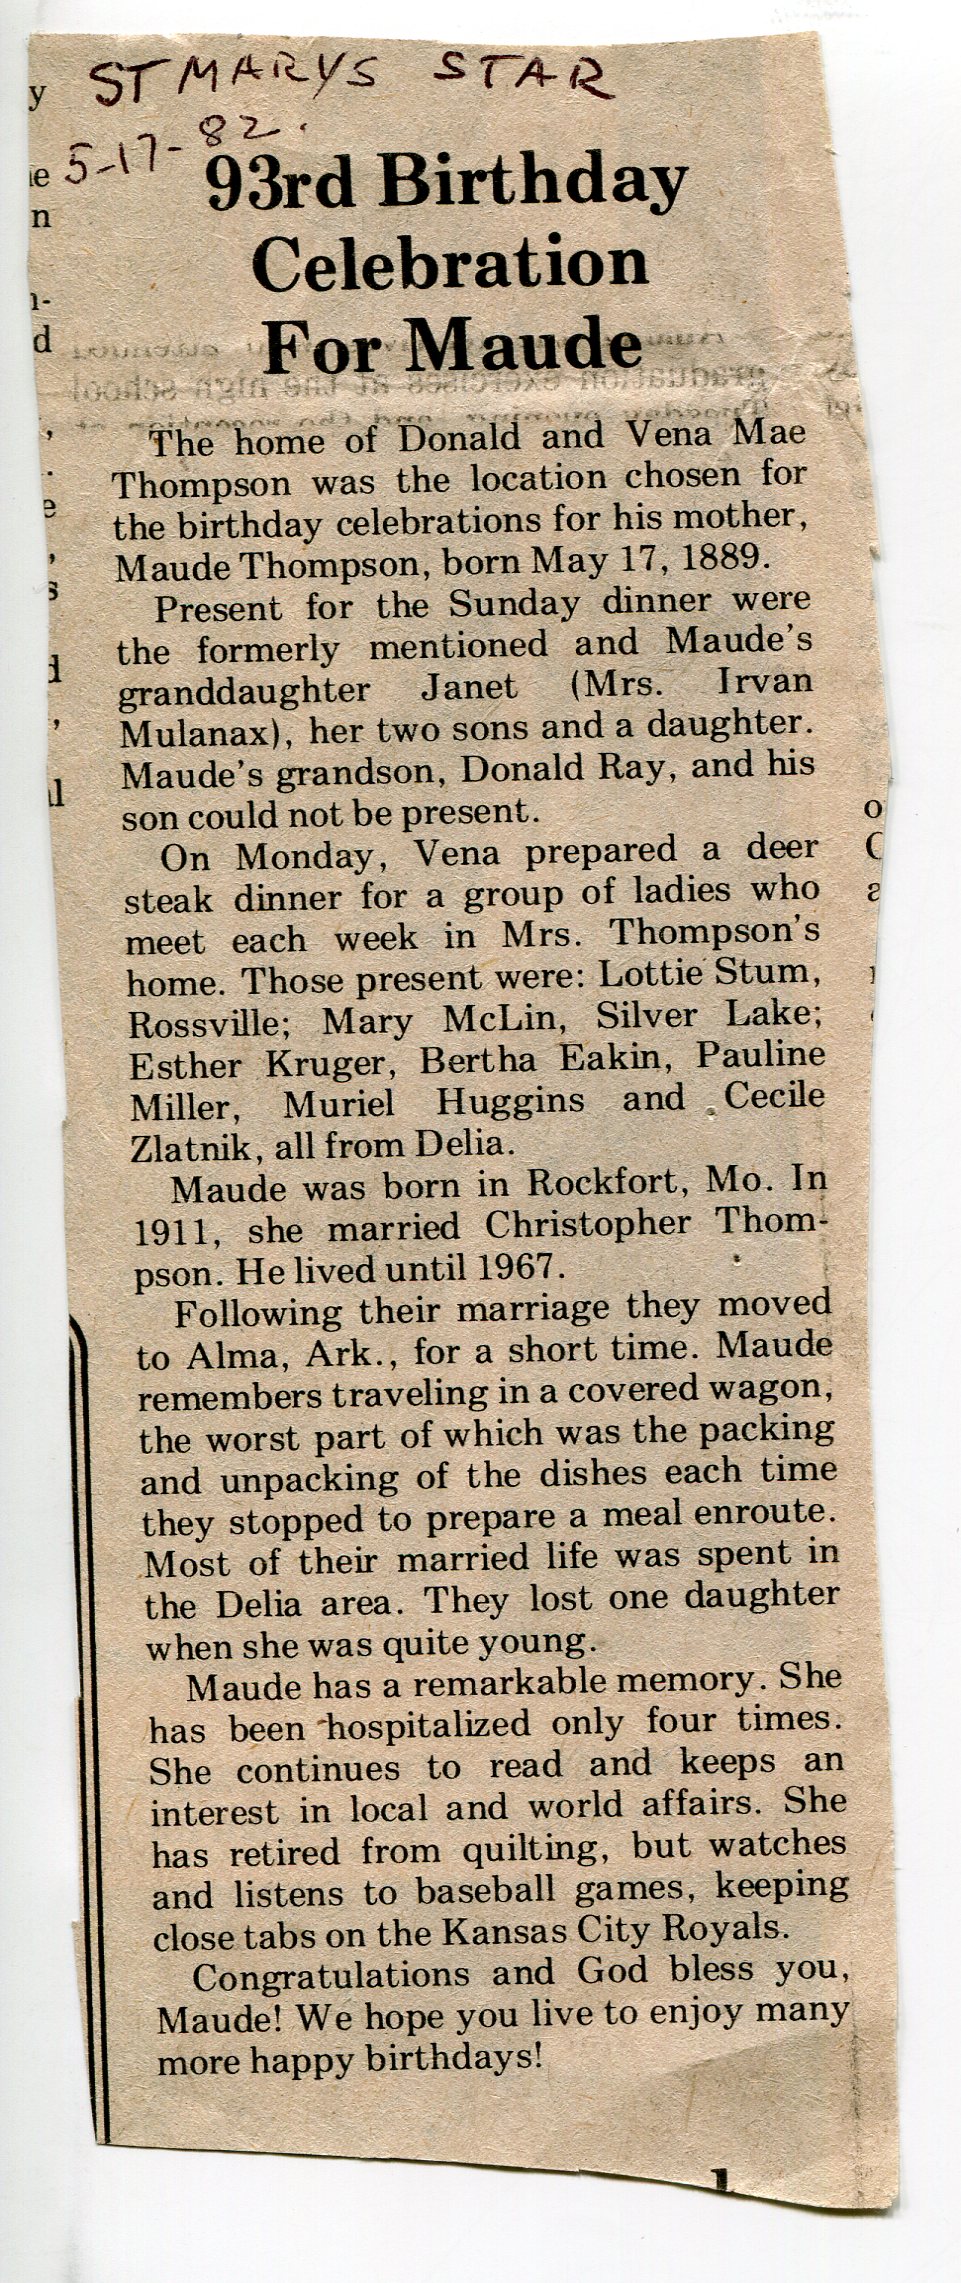 ST MARYS STAR
5-17-82.
93rd Birthday
Celebration
For Maude
The home of Donald and Vena Mae
Thompson was the location chosen for
the birthday celebrations for his mother,
Maude Thompson, born May 17, 1889.
Present for the Sunday dinner were
the formerly mentioned and Maude's
granddaughter Janet (Mrs. Irvan
Mulanax), her two sons and a daughter.
Maude's grandson, Donald Ray, and his
son could not be present.
On Monday, Vena prepared a deer
steak dinner for a group of ladies who
meet each week in Mrs. Thompson's
home. Those present were: Lottie Stum,
Rossville; Mary McLin, Silver Lake;
Esther Kruger, Bertha Eakin, Pauline
Miller, Muriel Huggins and Cecile
Zlatnik, all from Delia.
Maude was born in Rockfort, Mo. In
1911, she married Christopher Thom-
pson. He lived until 1967.
Following their marriage they moved
to Alma, Ark., for a short time. Maude
remembers traveling in a covered wagon,
the worst part of which was the packing
and unpacking of the dishes each time
they stopped to prepare a meal enroute.
Most of their married life was spent in
the Delia area. They lost one daughter
when she was quite young.
Maude has a remarkable memory. She
has been hospitalized only four times.
She continues to read and keeps an
interest in local and world affairs. She
has retired from quilting, but watches
and listens to baseball games, keeping
close tabs on the Kansas City Royals.
Congratulations and God bless you,
Maude! We hope you live to enjoy many
more happy birthdays!